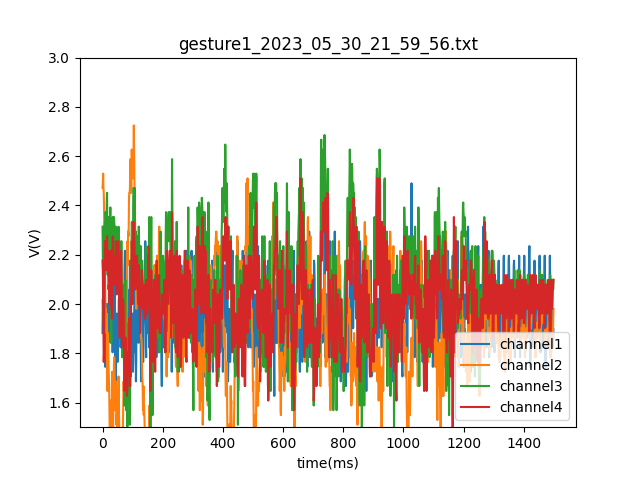 gesture1_2023_05_30_21_59_56.txt
3.0
2.8
2.6
2.4
2.2
2.0
1.8
1.6
V(V)
0 200 400 600 800 1000 1200 1400
time(ms)
channel1
channel2
channel3
channel4